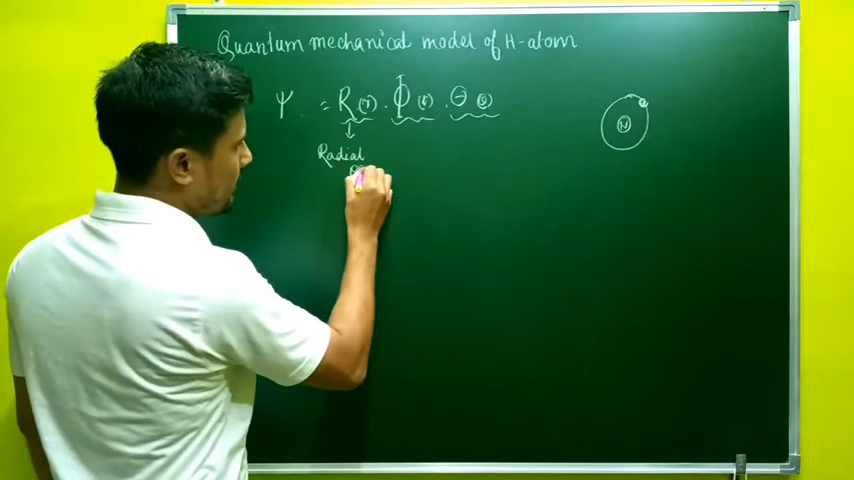 Quantum mechanical model of H-atom
Ψ = R(r) . Φ(φ) . Θ(θ)
N
Radial